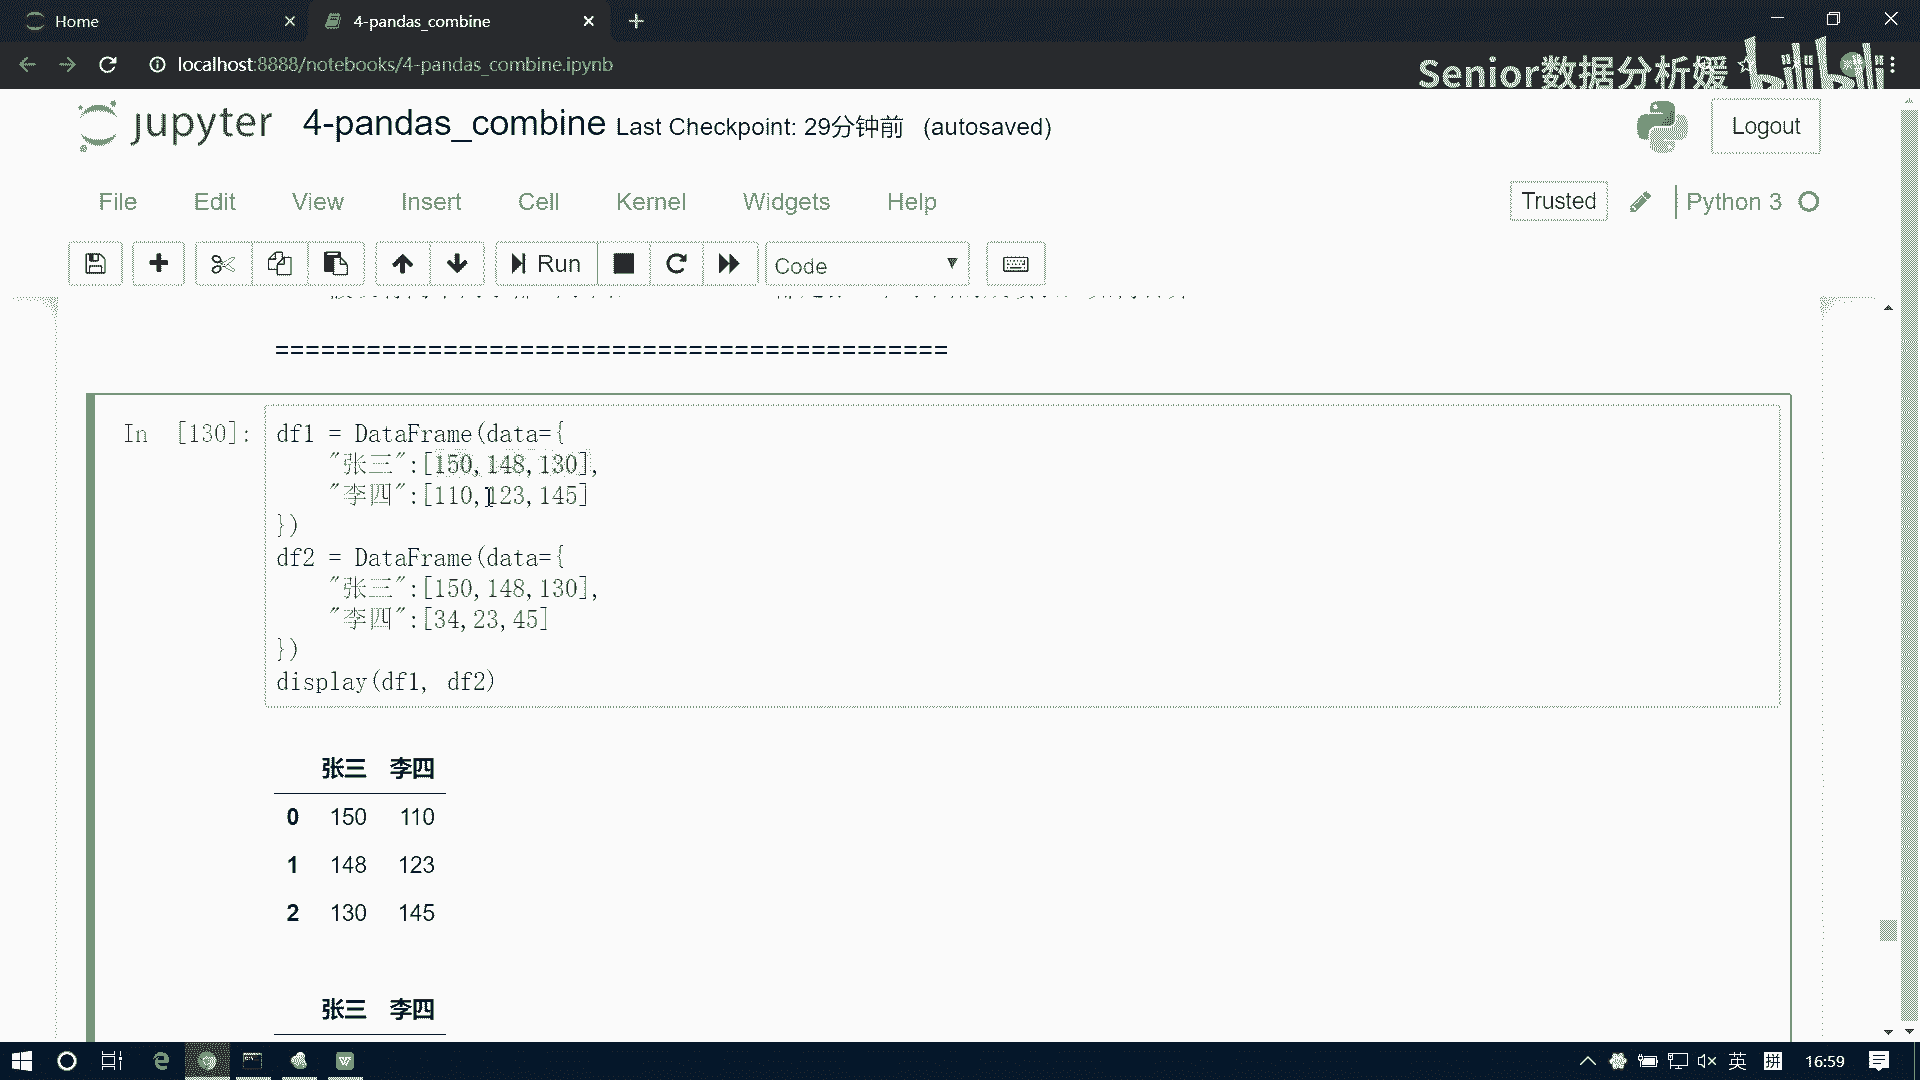 Home
4-pandas_combine
localhost:8888/notebooks/4-pandas_combine.ipynb
Senior数据分析媛 bilibili
jupyter 4-pandas_combine Last Checkpoint: 29分钟前 (autosaved)
Logout
File Edit View Insert Cell Kernel Widgets Help
Trusted Python 3
Run Code
============================================
In [130]:
df1 = DataFrame(data={
"张三":[150,148,130],
"李四":[110,123,145]
})
df2 = DataFrame(data={
"张三":[150,148,130],
"李四":[34,23,45]
})
display(df1, df2)
张三 李四
0 150 110
1 148 123
2 130 145
张三 李四
英 拼 16:59